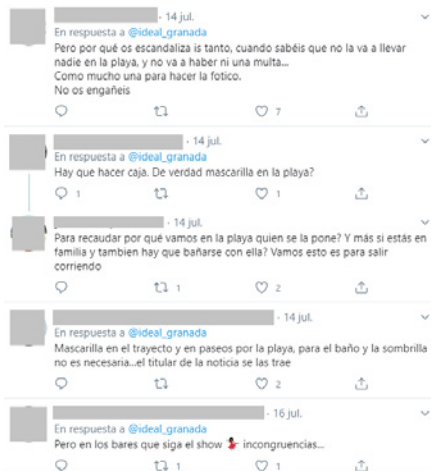 · 14 jul.
En respuesta a @ideal_granada
Pero por qué os escandaliza is tanto, cuando sabéis que no la va a llevar
nadie en la playa, y no va a haber ni una multa...
Como mucho una para hacer la fotico.
No os engañeis
7
· 14 jul.
En respuesta a @ideal_granada
Hay que hacer caja. De verdad mascarilla en la playa?
1 1
· 14 jul.
Para recaudar por qué vamos en la playa quien se la pone? Y más si estás en
familia y tambien hay que bañarse con ella? Vamos esto es para salir
corriendo
1 2
· 14 jul.
En respuesta a @ideal_granada
Mascarilla en el trayecto y en paseos por la playa, para el baño y la sombrilla
no es necesaria...el titular de la noticia se las trae
2
· 16 jul.
En respuesta a @ideal_granada
Pero en los bares que siga el show 💃 incongruencias...
1 1